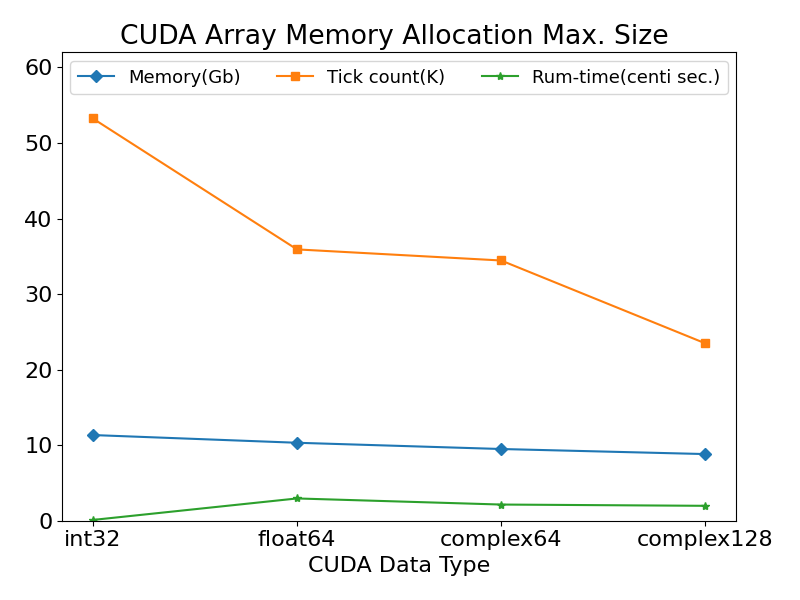 CUDA Array Memory Allocation Max. Size
Memory(Gb) Tick count(K) Rum-time(centi sec.)
60
50
40
30
20
10
0
int32 float64 complex64 complex128
CUDA Data Type